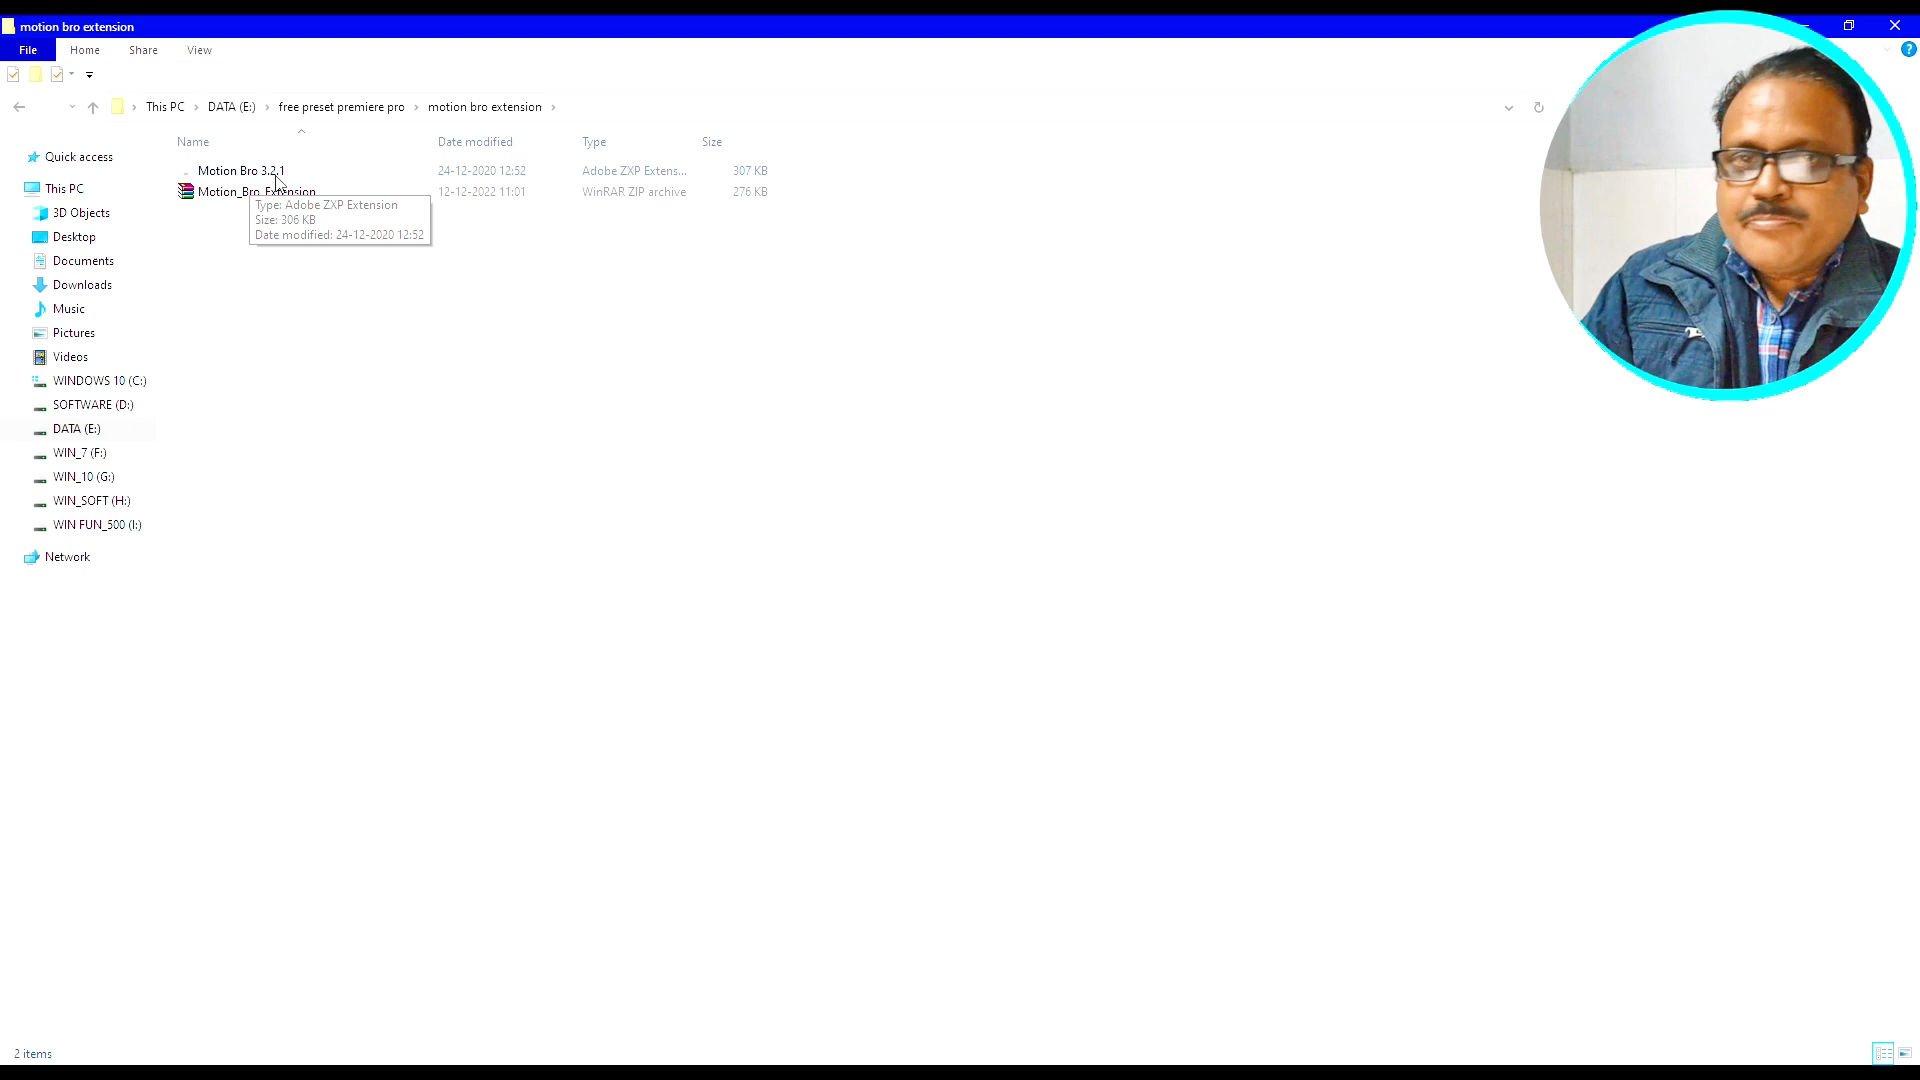 motion bro extension
File Home Share View
This PC > DATA (E:) > free preset premiere pro > motion bro extension >
Name Date modified Type Size
Motion Bro 3.2.1 24-12-2020 12:52 Adobe ZXP Extens... 307 KB
Motion_Bro_Extension 12-12-2022 11:01 WinRAR ZIP archive 276 KB
Type: Adobe ZXP Extension
Size: 306 KB
Date modified: 24-12-2020 12:52
Quick access
This PC
3D Objects
Desktop
Documents
Downloads
Music
Pictures
Videos
WINDOWS 10 (C:)
SOFTWARE (D:)
DATA (E:)
WIN_7 (F:)
WIN_10 (G:)
WIN_SOFT (H:)
WIN FUN_500 (I:)
Network
2 items